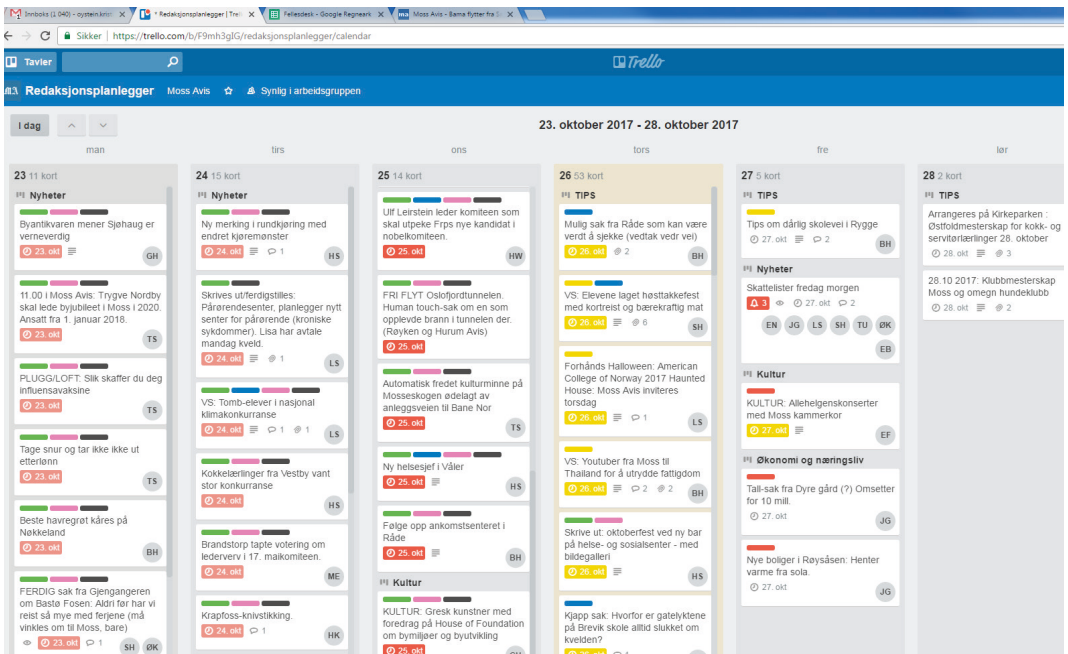 Innboks (1 040) - oystein.krist
* Redaksjonsplanlegger | Trel
Fellesdesk - Google Regneark
ma Moss Avis - Bama flytter fra
Sikker | https://trello.com/b/F9mh3gIG/redaksjonsplanlegger/calendar
Tavler
Trello
Redaksjonsplanlegger Moss Avis Synlig i arbeidsgruppen
I dag
23. oktober 2017 - 28. oktober 2017
man
23 11 kort
Nyheter
Byantikvaren mener Sjøhaug er
verneverdig
23. okt
GH
11.00 i Moss Avis: Trygve Nordby
skal lede byjubileet i Moss i 2020.
Ansatt fra 1. januar 2018.
23. okt
TS
PLUGG/LOFT: Slik skaffer du deg
influensavaksine
23. okt
TS
Tage snur og tar ikke ikke ut
etterlønn
23. okt
TS
Beste havregrøt kåres på
Nøkkeland
23. okt
BH
FERDIG sak fra Gjengangeren
om Bastø Fosen: Aldri før har vi
reist så mye med ferjene (må
vinkles om til Moss, bare)
23. okt 1
SH ØK
tirs
24 15 kort
Nyheter
Ny merking i rundkjøring med
endret kjøremønster
24. okt 1
HS
Skrives ut/ferdigstilles:
Pårørendesenter, planlegger nytt
senter for pårørende (kroniske
sykdommer). Lisa har avtale
mandag kveld.
24. okt 1
LS
VS: Tomb-elever i nasjonal
klimakonkurranse
24. okt 1 1
LS
Kokkelærlinger fra Vestby vant
stor konkurranse
24. okt
HS
Brandstorp tapte votering om
lederverv i 17. maikomiteen.
24. okt
ME
Krapfoss-knivstikking.
24. okt 1
HK
ons
25 14 kort
Ulf Leirstein leder komiteen som
skal utpeke Frps nye kandidat i
nobelkomiteen.
25. okt
HW
FRI FLYT Oslofjordtunnelen.
Human touch-sak om en som
opplevde brann i tunnelen der.
(Røyken og Hurum Avis)
25. okt
Automatisk fredet kulturminne på
Mosseskogen ødelagt av
anleggsveien til Bane Nor
25. okt
TS
Ny helsesjef i Våler
25. okt
HS
Følge opp ankomstsenteret i
Råde
25. okt
BH
Kultur
KULTUR: Gresk kunstner med
foredrag på House of Foundation
om bymiljøer og byutvikling
25. okt
tors
26 53 kort
TIPS
Mulig sak fra Råde som kan være
verdt å sjekke (vedtak vedr vei)
26. okt 2
BH
VS: Elevene laget høsttakkefest
med kortreist og bærekraftig mat
26. okt 6
SH
Forhånds Halloween: American
College of Norway 2017 Haunted
House: Moss Avis inviteres
torsdag
26. okt 1
LS
VS: Youtuber fra Moss til
Thailand for å utrydde fattigdom
26. okt 2 2
BH
Skrive ut: oktoberfest ved ny bar
på helse- og sosialsenter - med
bildegalleri
26. okt
HS
Kjapp sak: Hvorfor er gatelyktene
på Brevik skole alltid slukket om
kvelden?
fre
27 5 kort
TIPS
Tips om dårlig skolevei i Rygge
27. okt 2
BH
Nyheter
Skattelister fredag morgen
3 27. okt 2
EN JG LS SH TU ØK
EB
Kultur
KULTUR: Allehelgenskonserter
med Moss kammerkor
27. okt
EF
Økonomi og næringsliv
Tall-sak fra Dyre gård (?) Omsetter
for 10 mill.
27. okt
JG
Nye boliger i Røysåsen: Henter
varme fra sola.
27. okt
JG
lør
28 2 kort
TIPS
Arrangeres på Kirkeparken :
Østfoldmesterskap for kokk- og
servitørlærlinger 28. oktober
28. okt 3
28.10 2017: Klubbmesterskap
Moss og omegn hundeklubb
28. okt 2